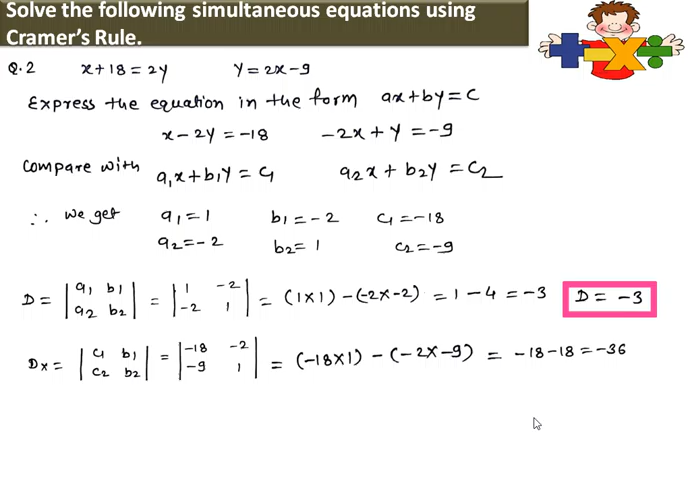 Solve the following simultaneous equations using
Cramer's Rule.
Q.2 x+18=2y y=2x-9
Express the equation in the form ax+by=c
x-2y=-18 -2x+y=-9
Compare with a₁x+b₁y=c₁ a₂x+b₂y=c₂
∴ we get a₁=1 b₁=-2 c₁=-18
a₂=-2 b₂=1 c₂=-9
D= |a₁ b₁; a₂ b₂| = |1 -2; -2 1| = (1×1)-(-2×-2) = 1-4 = -3 D= -3
Dx= |c₁ b₁; c₂ b₂| = |-18 -2; -9 1| = (-18×1)-(-2×-9) = -18-18=-36